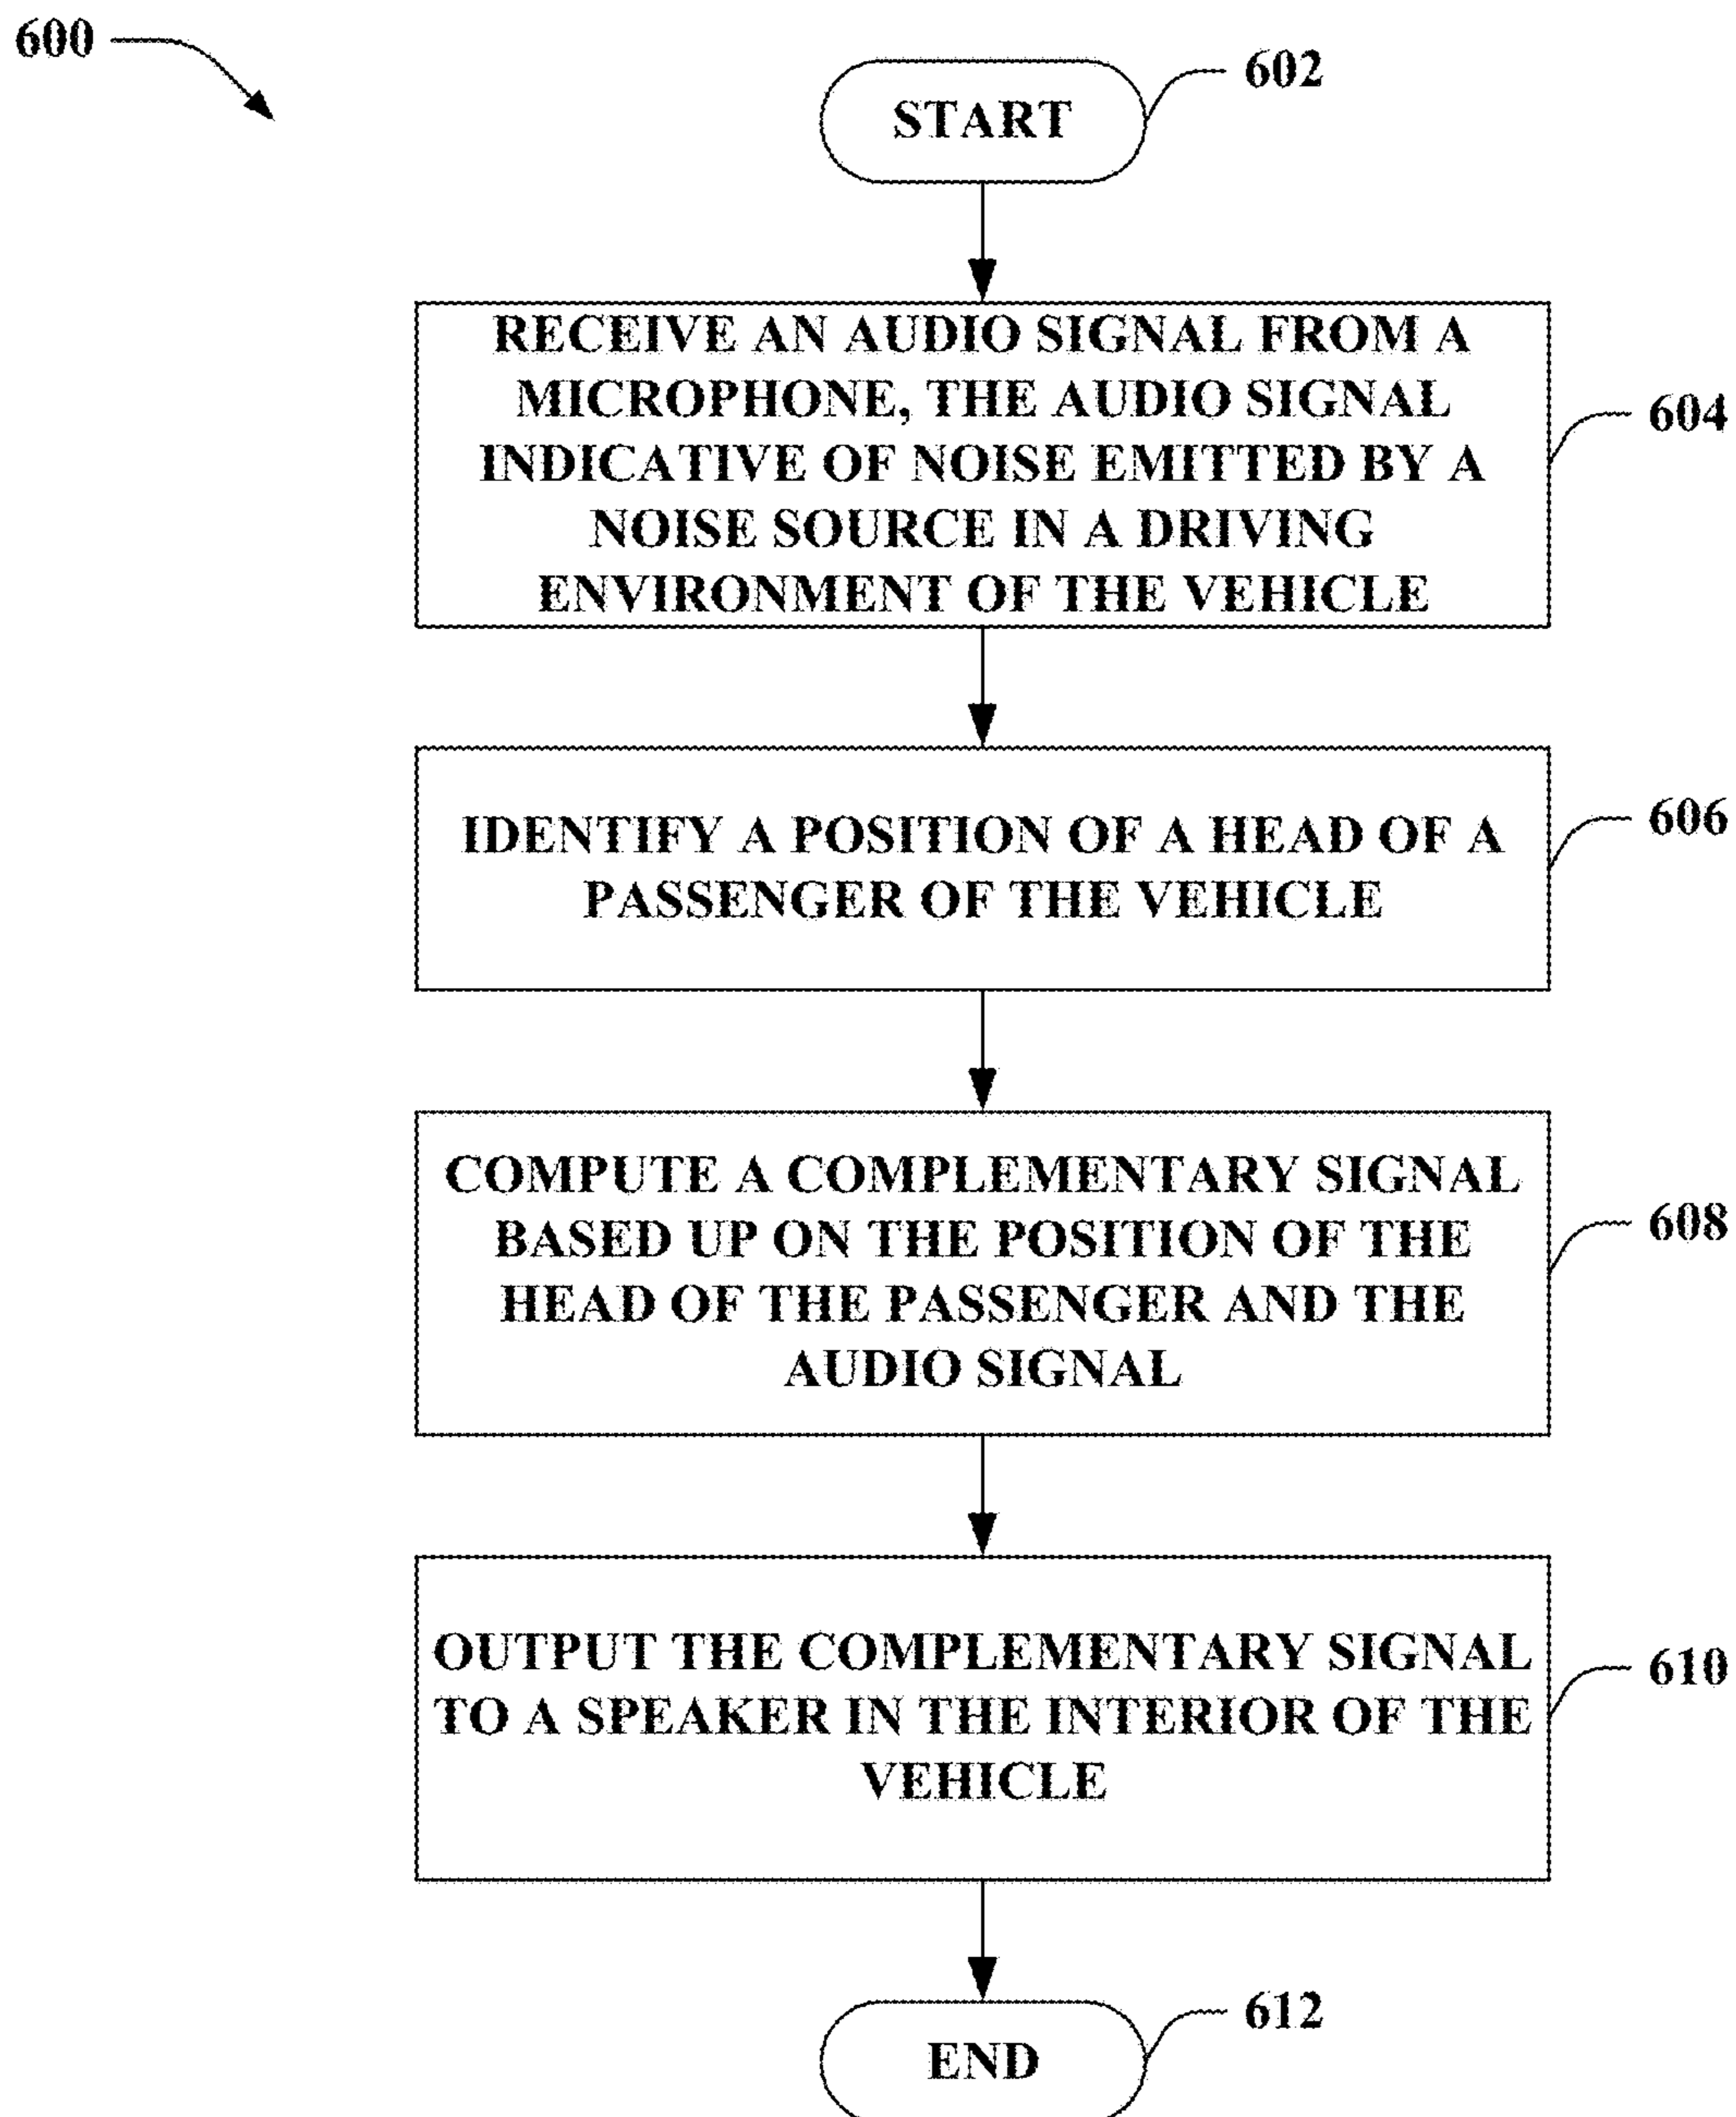 600
602
START
RECEIVE AN AUDIO SIGNAL FROM A
MICROPHONE, THE AUDIO SIGNAL
INDICATIVE OF NOISE EMITTED BY A
NOISE SOURCE IN A DRIVING
ENVIRONMENT OF THE VEHICLE
604
IDENTIFY A POSITION OF A HEAD OF A
PASSENGER OF THE VEHICLE
606
COMPUTE A COMPLEMENTARY SIGNAL
BASED UP ON THE POSITION OF THE
HEAD OF THE PASSENGER AND THE
AUDIO SIGNAL
608
OUTPUT THE COMPLEMENTARY SIGNAL
TO A SPEAKER IN THE INTERIOR OF THE
VEHICLE
610
612
END